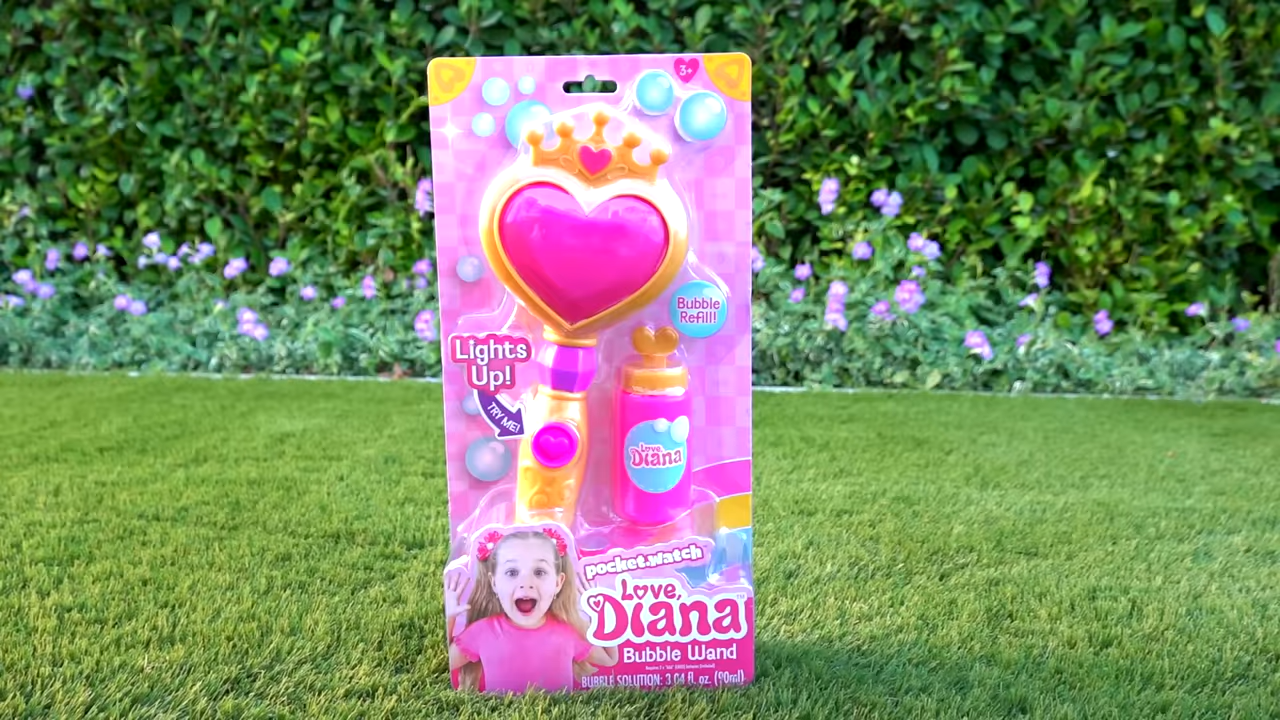 3+
Bubble
Refill!
Lights
Up!
TRY ME!
Love,
Diana
pocket.watch
Love,
Diana™
Bubble Wand
BUBBLE SOLUTION: 3.04 fl. oz. (90ml)